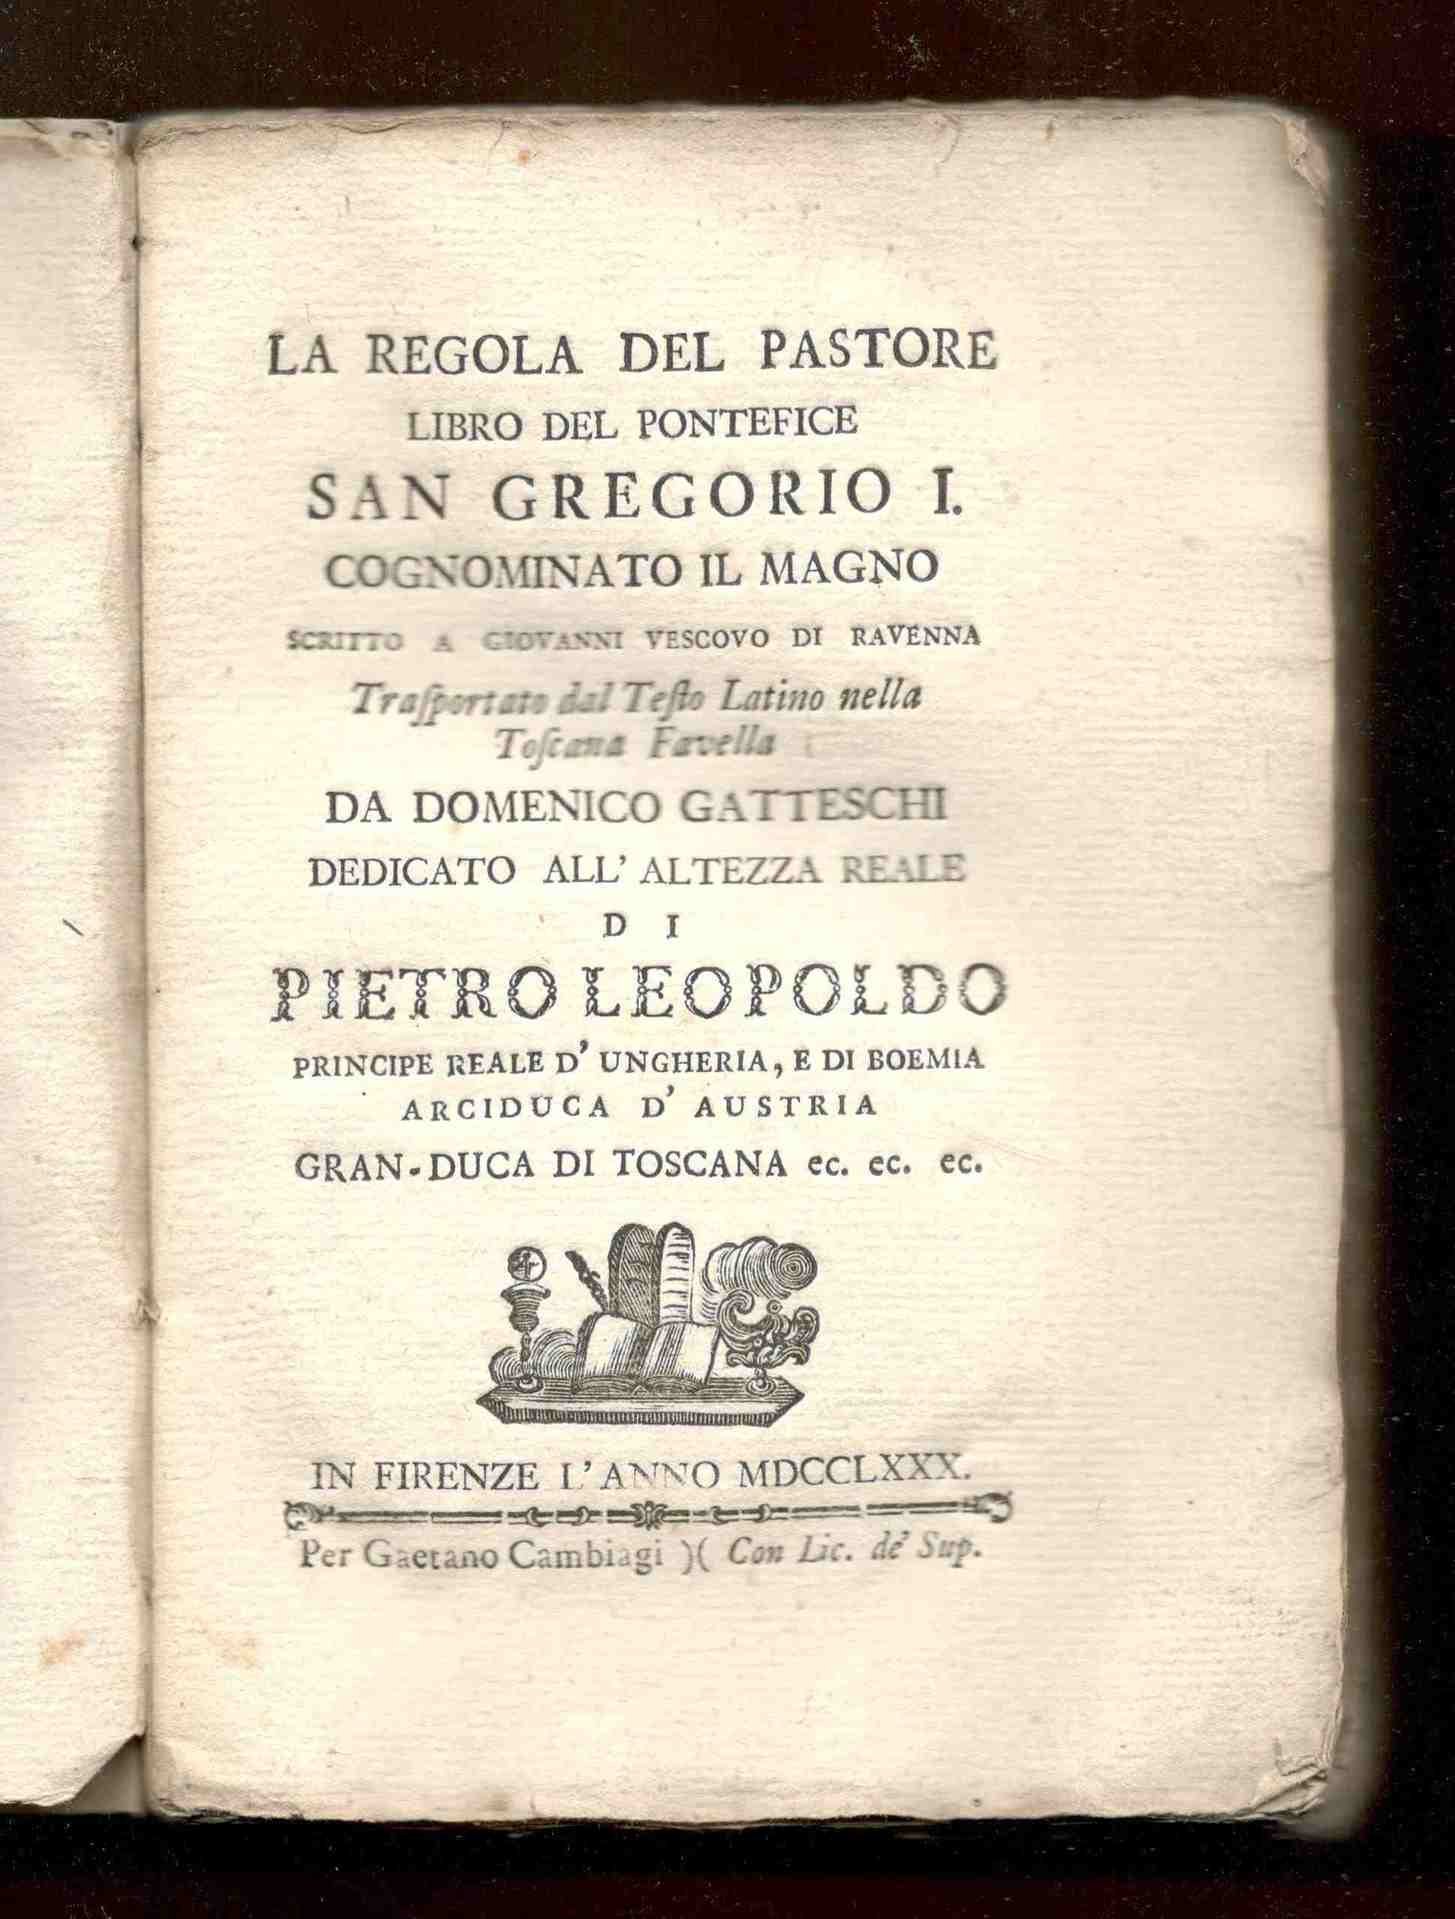 LA REGOLA DEL PASTORE
LIBRO DEL PONTEFICE
SAN GREGORIO I.
COGNOMINATO IL MAGNO
SCRITTO A GIOVANNI VESCOVO DI RAVENNA
Traſportato dal Teſto Latino nella
Toſcana Favella
DA DOMENICO GATTESCHI
DEDICATO ALL' ALTEZZA REALE
D I
PIETRO LEOPOLDO
PRINCIPE REALE D' UNGHERIA, E DI BOEMIA
ARCIDUCA D' AUSTRIA
GRAN-DUCA DI TOSCANA ec. ec. ec.
IN FIRENZE L'ANNO MDCCLXXX.
Per Gaetano Cambiagi )( Con Lic. de' Sup.